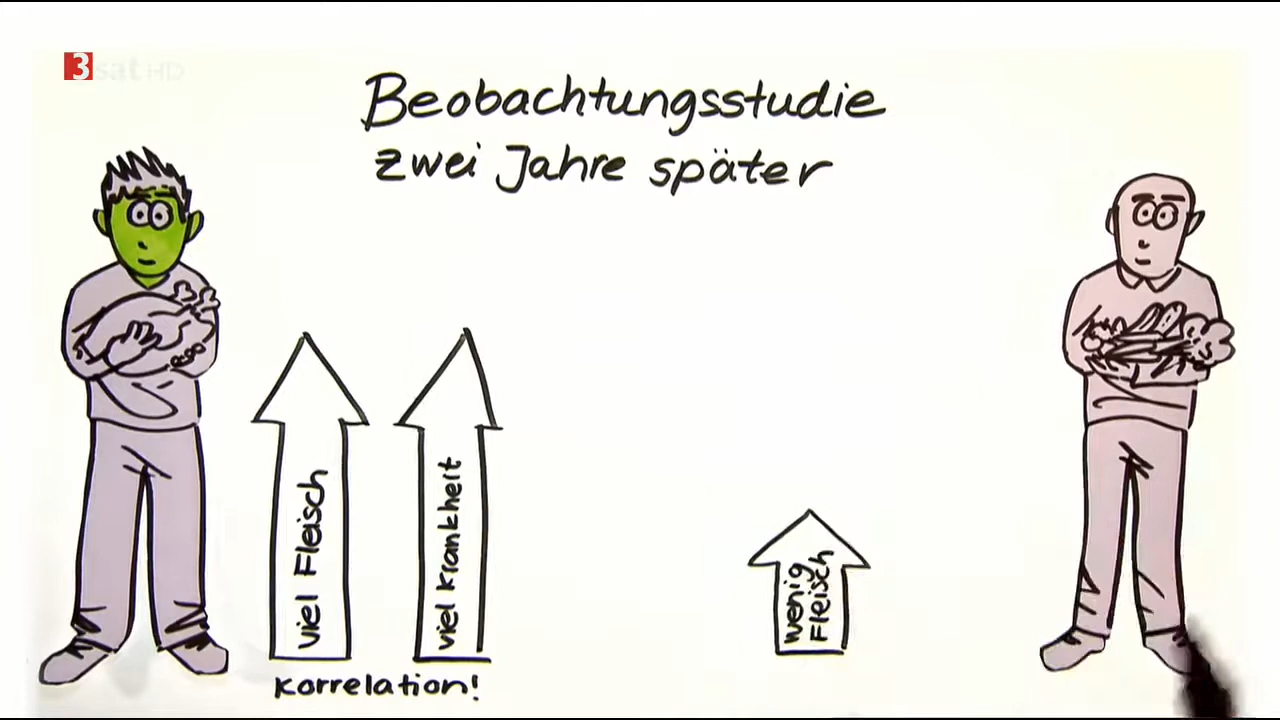 3sat HD
Beobachtungsstudie
zwei Jahre später
viel Fleisch
viel Krankheit
wenig
Fleisch
Korrelation!